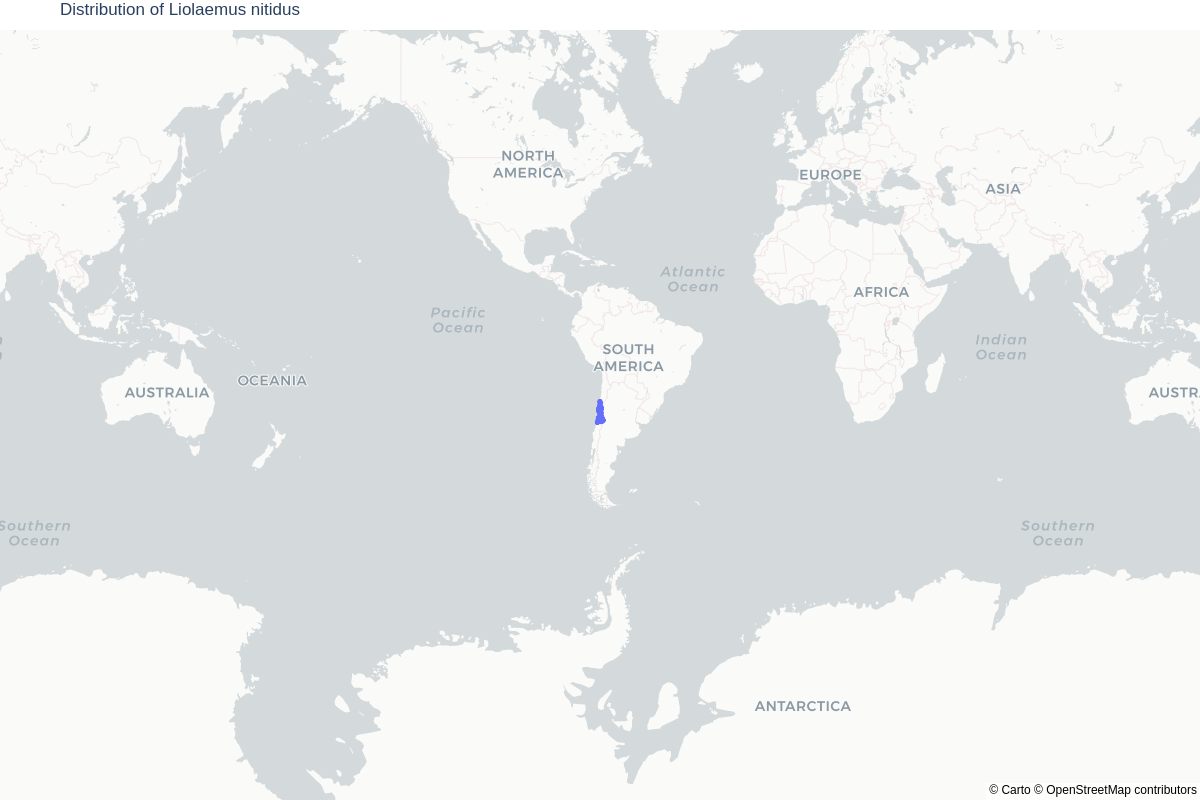 Distribution of Liolaemus nitidus
NORTH
AMERICA
EUROPE
ASIA
Atlantic
Ocean
AFRICA
Pacific
Ocean
Indian
Ocean
SOUTH
AMERICA
OCEANIA
AUSTRALIA
AUSTR
Southern
Ocean
Southern
Ocean
ANTARCTICA
© Carto © OpenStreetMap contributors